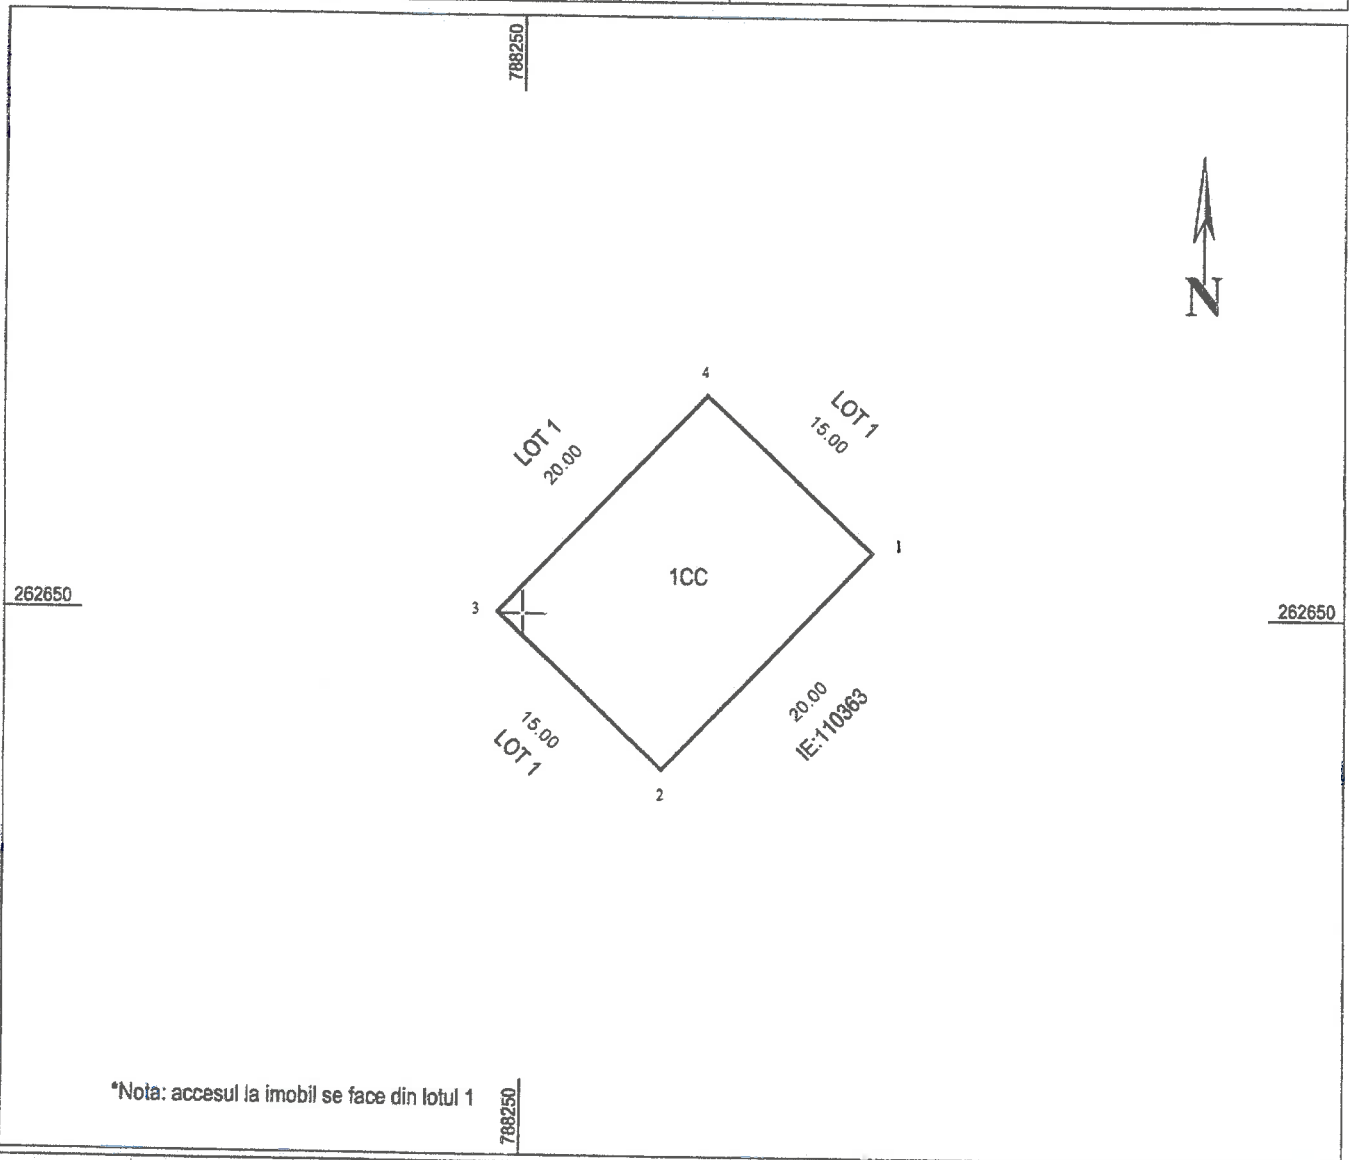 788250
N
4
LOT 1
15.00
LOT 1
20.00
1
1CC
262650
3
262650
20.00
IE:110363
15.00
LOT 1
2
*Nota: accesul la imobil se face din lotul 1
788250